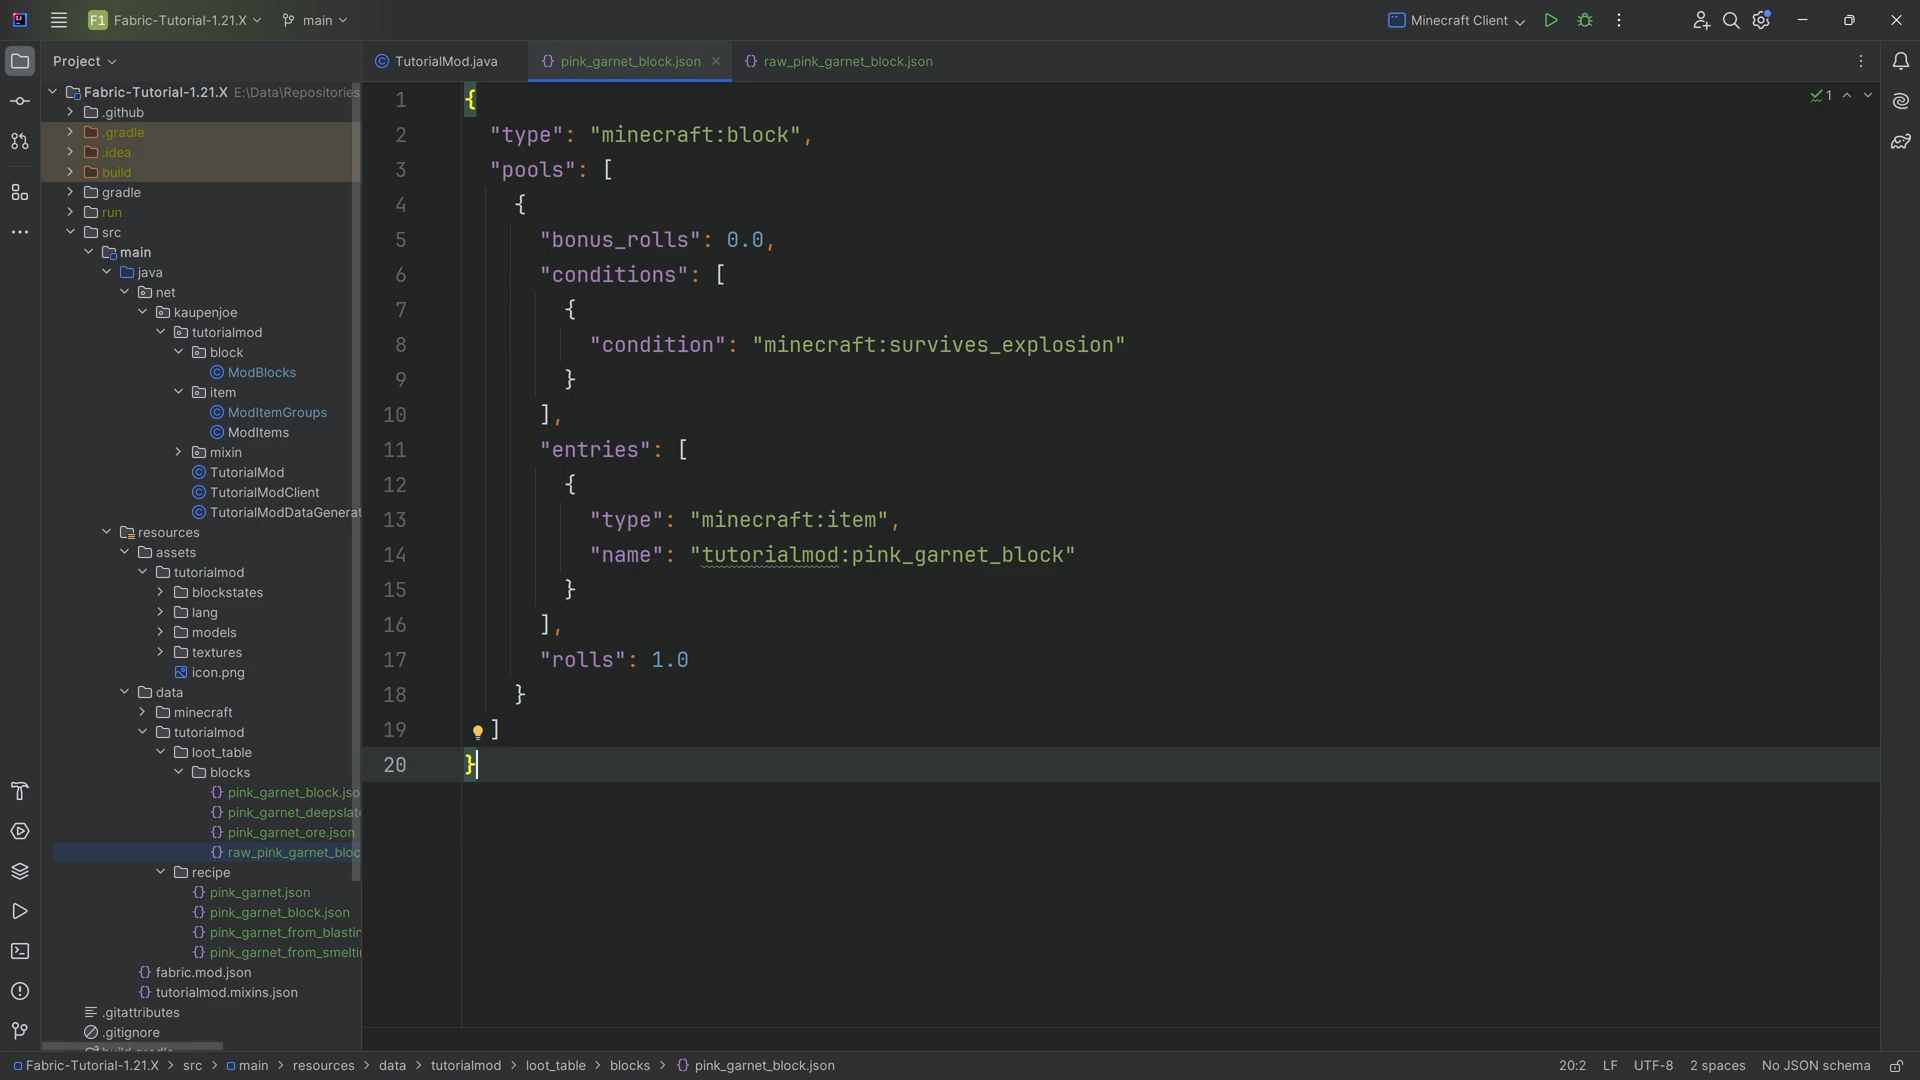 F1 Fabric-Tutorial-1.21.X main Minecraft Client
Project
TutorialMod.java pink_garnet_block.json raw_pink_garnet_block.json
Fabric-Tutorial-1.21.X E:\Data\Repositories
.github
.gradle
.idea
build
gradle
run
src
main
java
net
kaupenjoe
tutorialmod
block
ModBlocks
item
ModItemGroups
ModItems
mixin
TutorialMod
TutorialModClient
TutorialModDataGenerat
resources
assets
tutorialmod
blockstates
lang
models
textures
icon.png
data
minecraft
tutorialmod
loot_table
blocks
pink_garnet_block.jso
pink_garnet_deepslate
pink_garnet_ore.json
raw_pink_garnet_bloc
recipe
pink_garnet.json
pink_garnet_block.json
pink_garnet_from_blastin
pink_garnet_from_smeltin
fabric.mod.json
tutorialmod.mixins.json
.gitattributes
.gitignore
1 {
2 "type": "minecraft:block",
3 "pools": [
4 {
5 "bonus_rolls": 0.0,
6 "conditions": [
7 {
8 "condition": "minecraft:survives_explosion"
9 }
10 ],
11 "entries": [
12 {
13 "type": "minecraft:item",
14 "name": "tutorialmod:pink_garnet_block"
15 }
16 ],
17 "rolls": 1.0
18 }
19 ]
20 }
1
Fabric-Tutorial-1.21.X > src > main > resources > data > tutorialmod > loot_table > blocks > pink_garnet_block.json 20:2 LF UTF-8 2 spaces No JSON schema